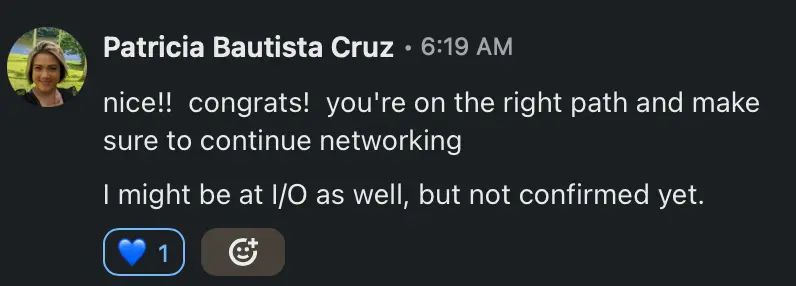 Patricia Bautista Cruz • 6:19 AM
nice!!  congrats!  you're on the right path and make
sure to continue networking
I might be at I/O as well, but not confirmed yet.
💙 1